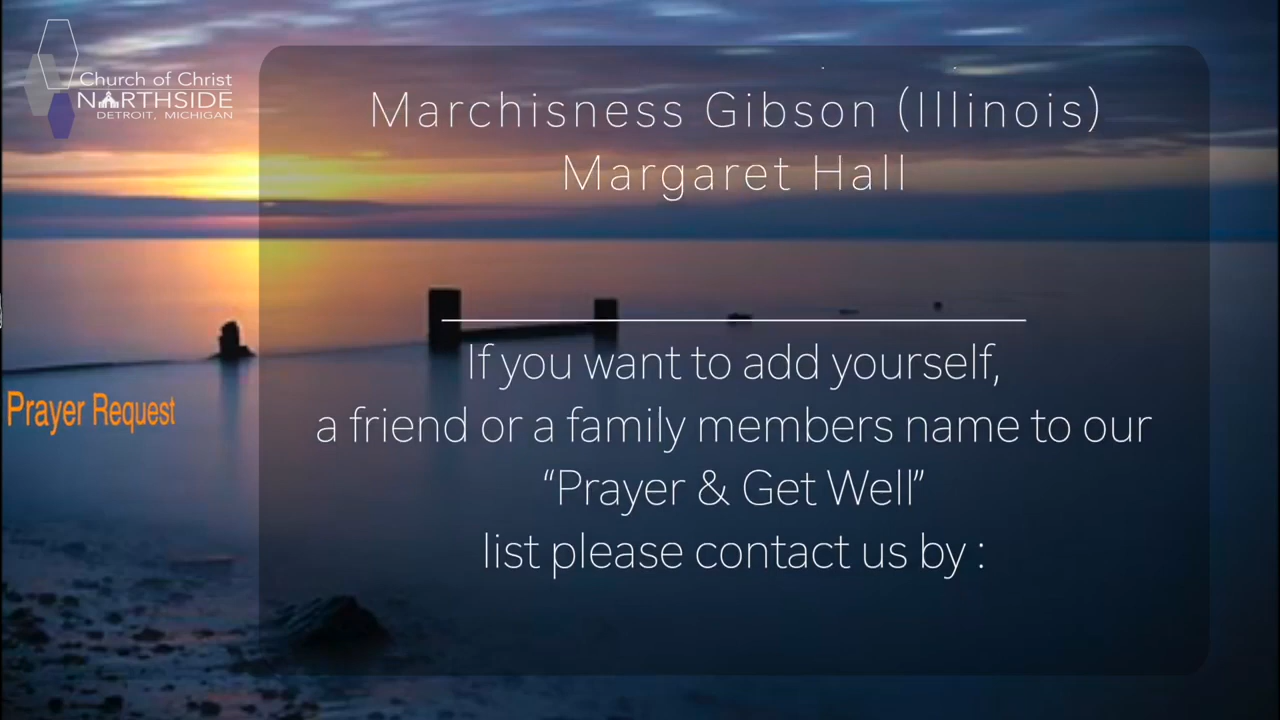 Church of Christ
NORTHSIDE
DETROIT, MICHIGAN
Marchisness Gibson (Illinois)
Margaret Hall
Prayer Request
If you want to add yourself,
a friend or a family members name to our
“Prayer & Get Well”
list please contact us by :